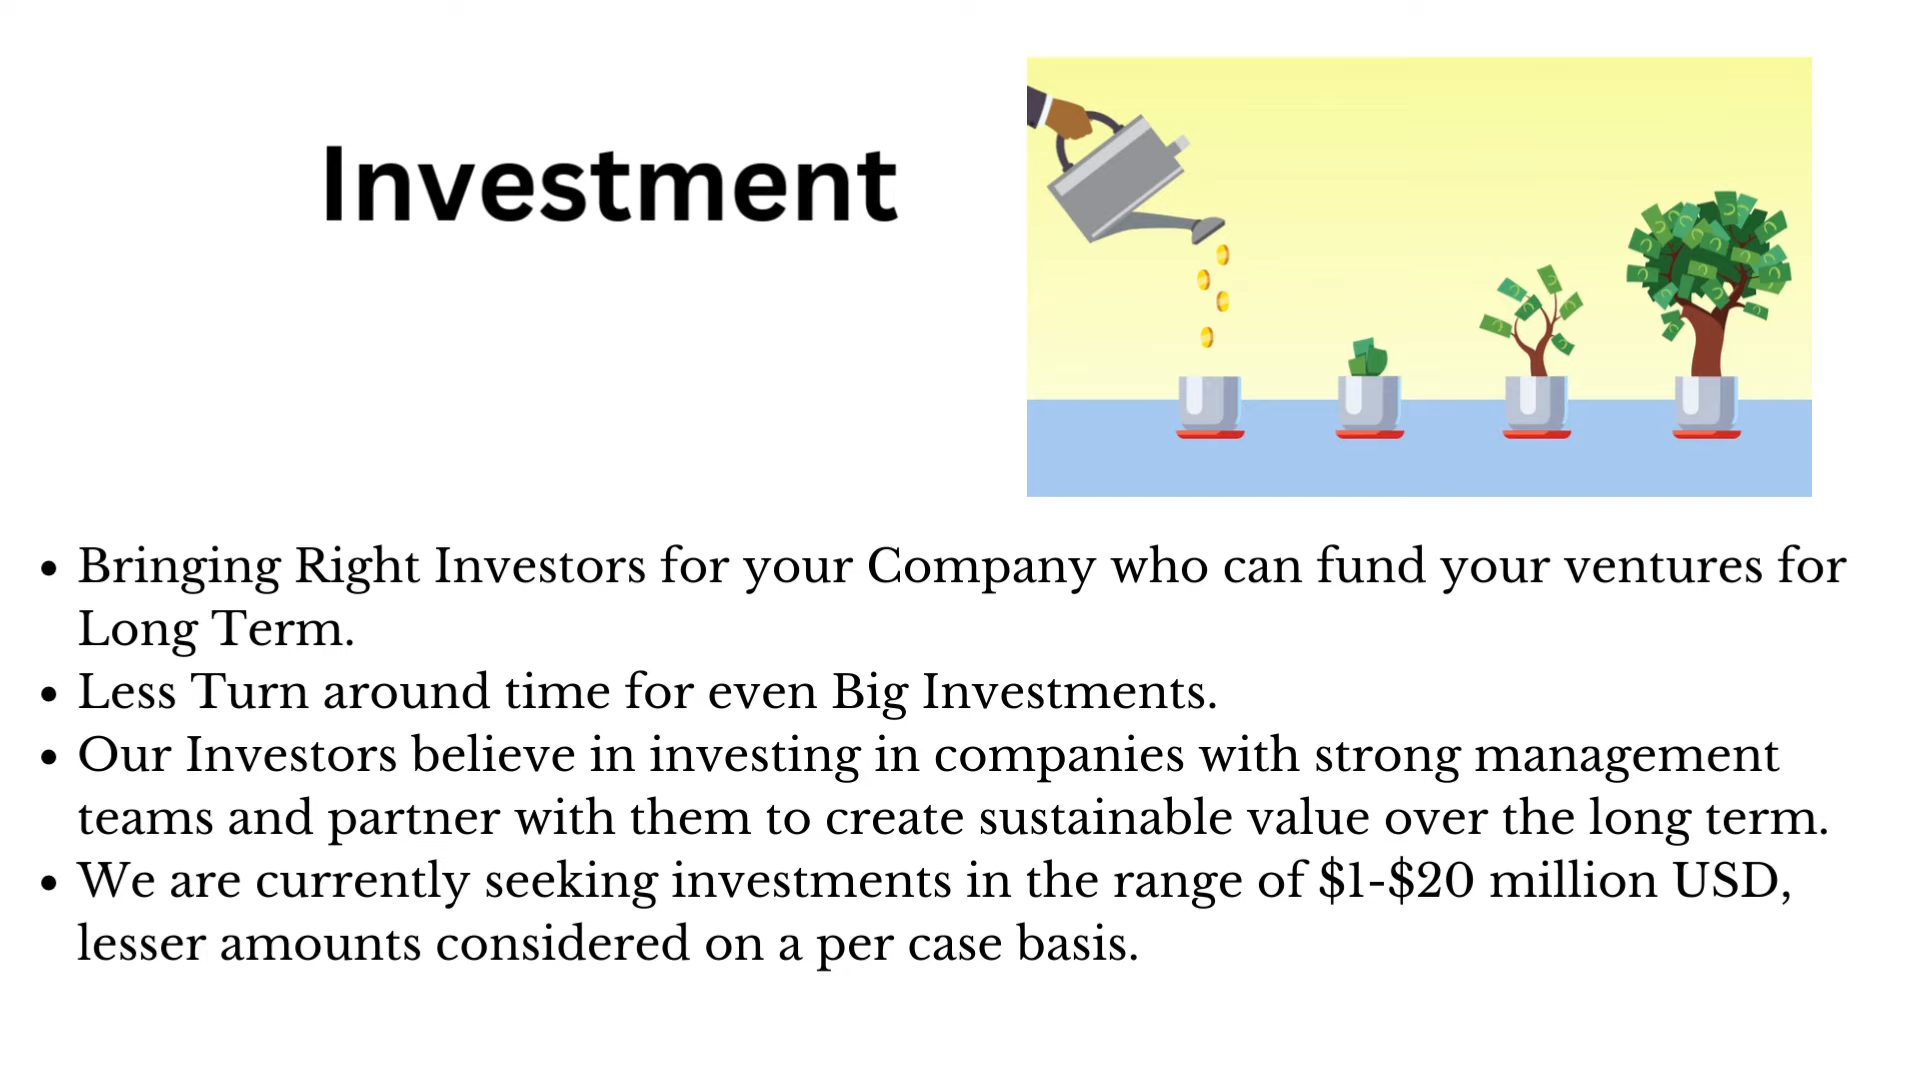 Investment
• Bringing Right Investors for your Company who can fund your ventures for
Long Term.
• Less Turn around time for even Big Investments.
• Our Investors believe in investing in companies with strong management
teams and partner with them to create sustainable value over the long term.
• We are currently seeking investments in the range of $1-$20 million USD,
lesser amounts considered on a per case basis.